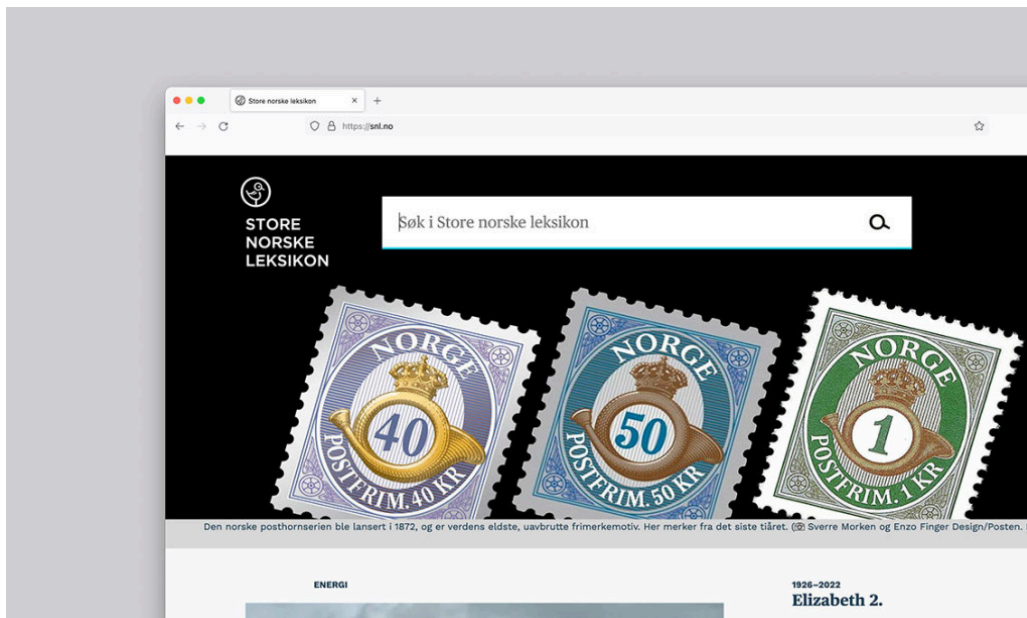 Store norske leksikon
https://snl.no
STORE
NORSKE
LEKSIKON
Søk i Store norske leksikon
NORGE
40
POSTFRIM. 40 KR
NORGE
50
POSTFRIM. 50 KR
NORGE
1
POSTFRIM. 1 KR
Den norske posthornserien ble lansert i 1872, og er verdens eldste, uavbrutte frimerkemotiv. Her merker fra det siste tiåret. (Sverre Morken og Enzo Finger Design/Posten.
ENERGI
1926–2022
Elizabeth 2.